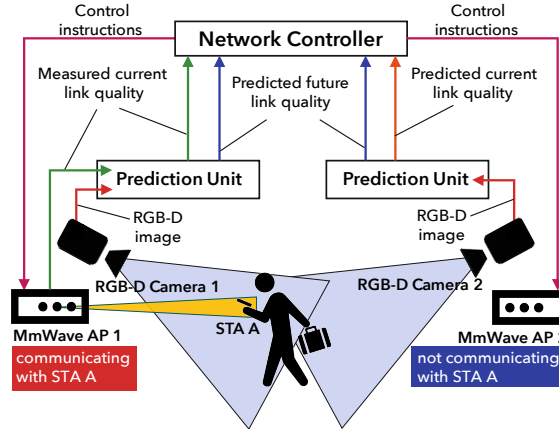 Control
instructions
Network Controller
Control
instructions
Measured current
link quality
Predicted future
link quality
Predicted current
link quality
Prediction Unit
Prediction Unit
RGB-D
image
RGB-D
image
RGB-D Camera 1
RGB-D Camera 2
STA A
MmWave AP 1
MmWave AP
communicating
with STA A
not communicating
with STA A